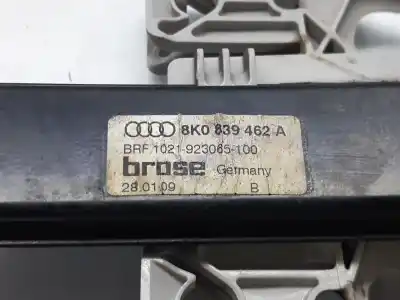 8K0 839 462 A
BRF.1021-923065-100
brose Germany
28.01.09 B